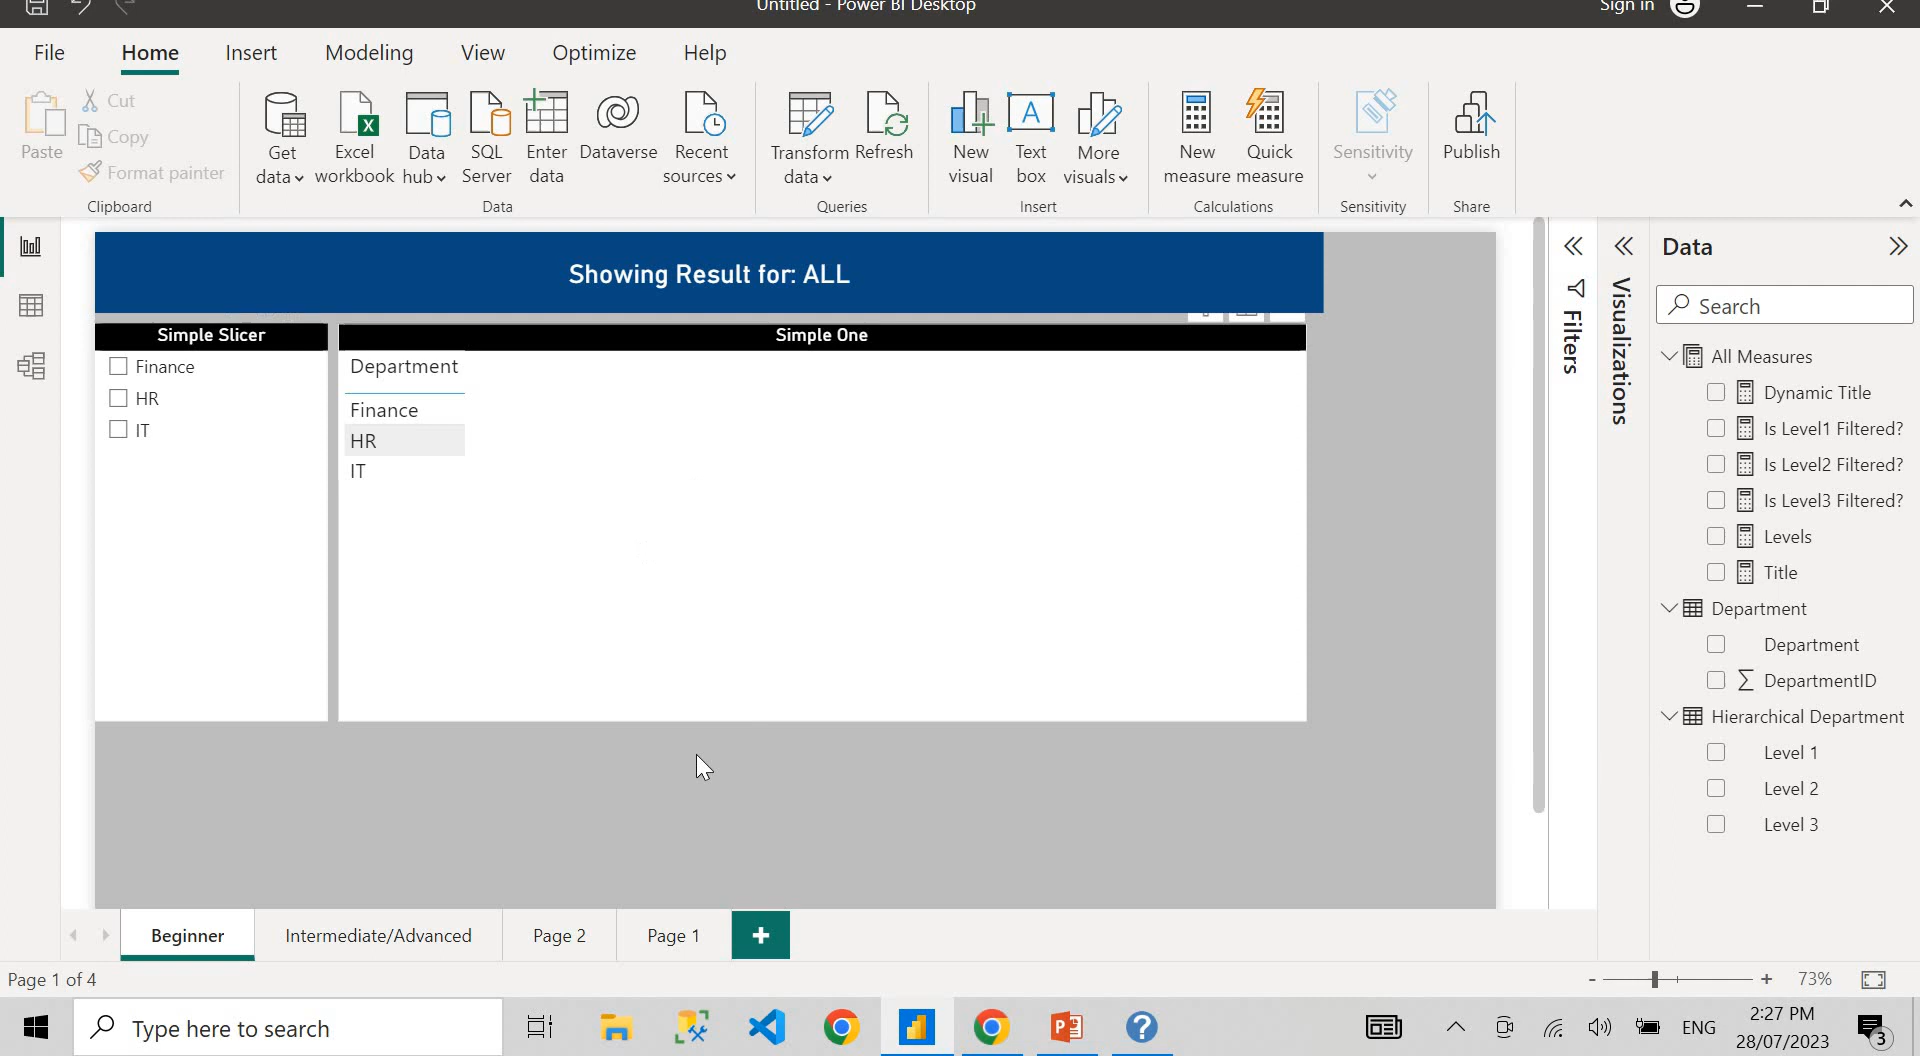 Untitled - Power BI Desktop
Sign in
File Home Insert Modeling View Optimize Help
Paste
Cut
Copy
Format painter
Clipboard
Get data
Excel workbook
Data hub
SQL Server
Enter data
Dataverse
Recent sources
Data
Transform data
Refresh
Queries
New visual
Text box
More visuals
Insert
New measure
Quick measure
Calculations
Sensitivity
Sensitivity
Publish
Share
Showing Result for: ALL
Simple Slicer
Finance
HR
IT
Simple One
Department
Finance
HR
IT
Filters
Visualizations
Data
Search
All Measures
Dynamic Title
Is Level1 Filtered?
Is Level2 Filtered?
Is Level3 Filtered?
Levels
Title
Department
Department
DepartmentID
Hierarchical Department
Level 1
Level 2
Level 3
Beginner
Intermediate/Advanced
Page 2
Page 1
Page 1 of 4
- + 73%
Type here to search
ENG
2:27 PM
28/07/2023
3